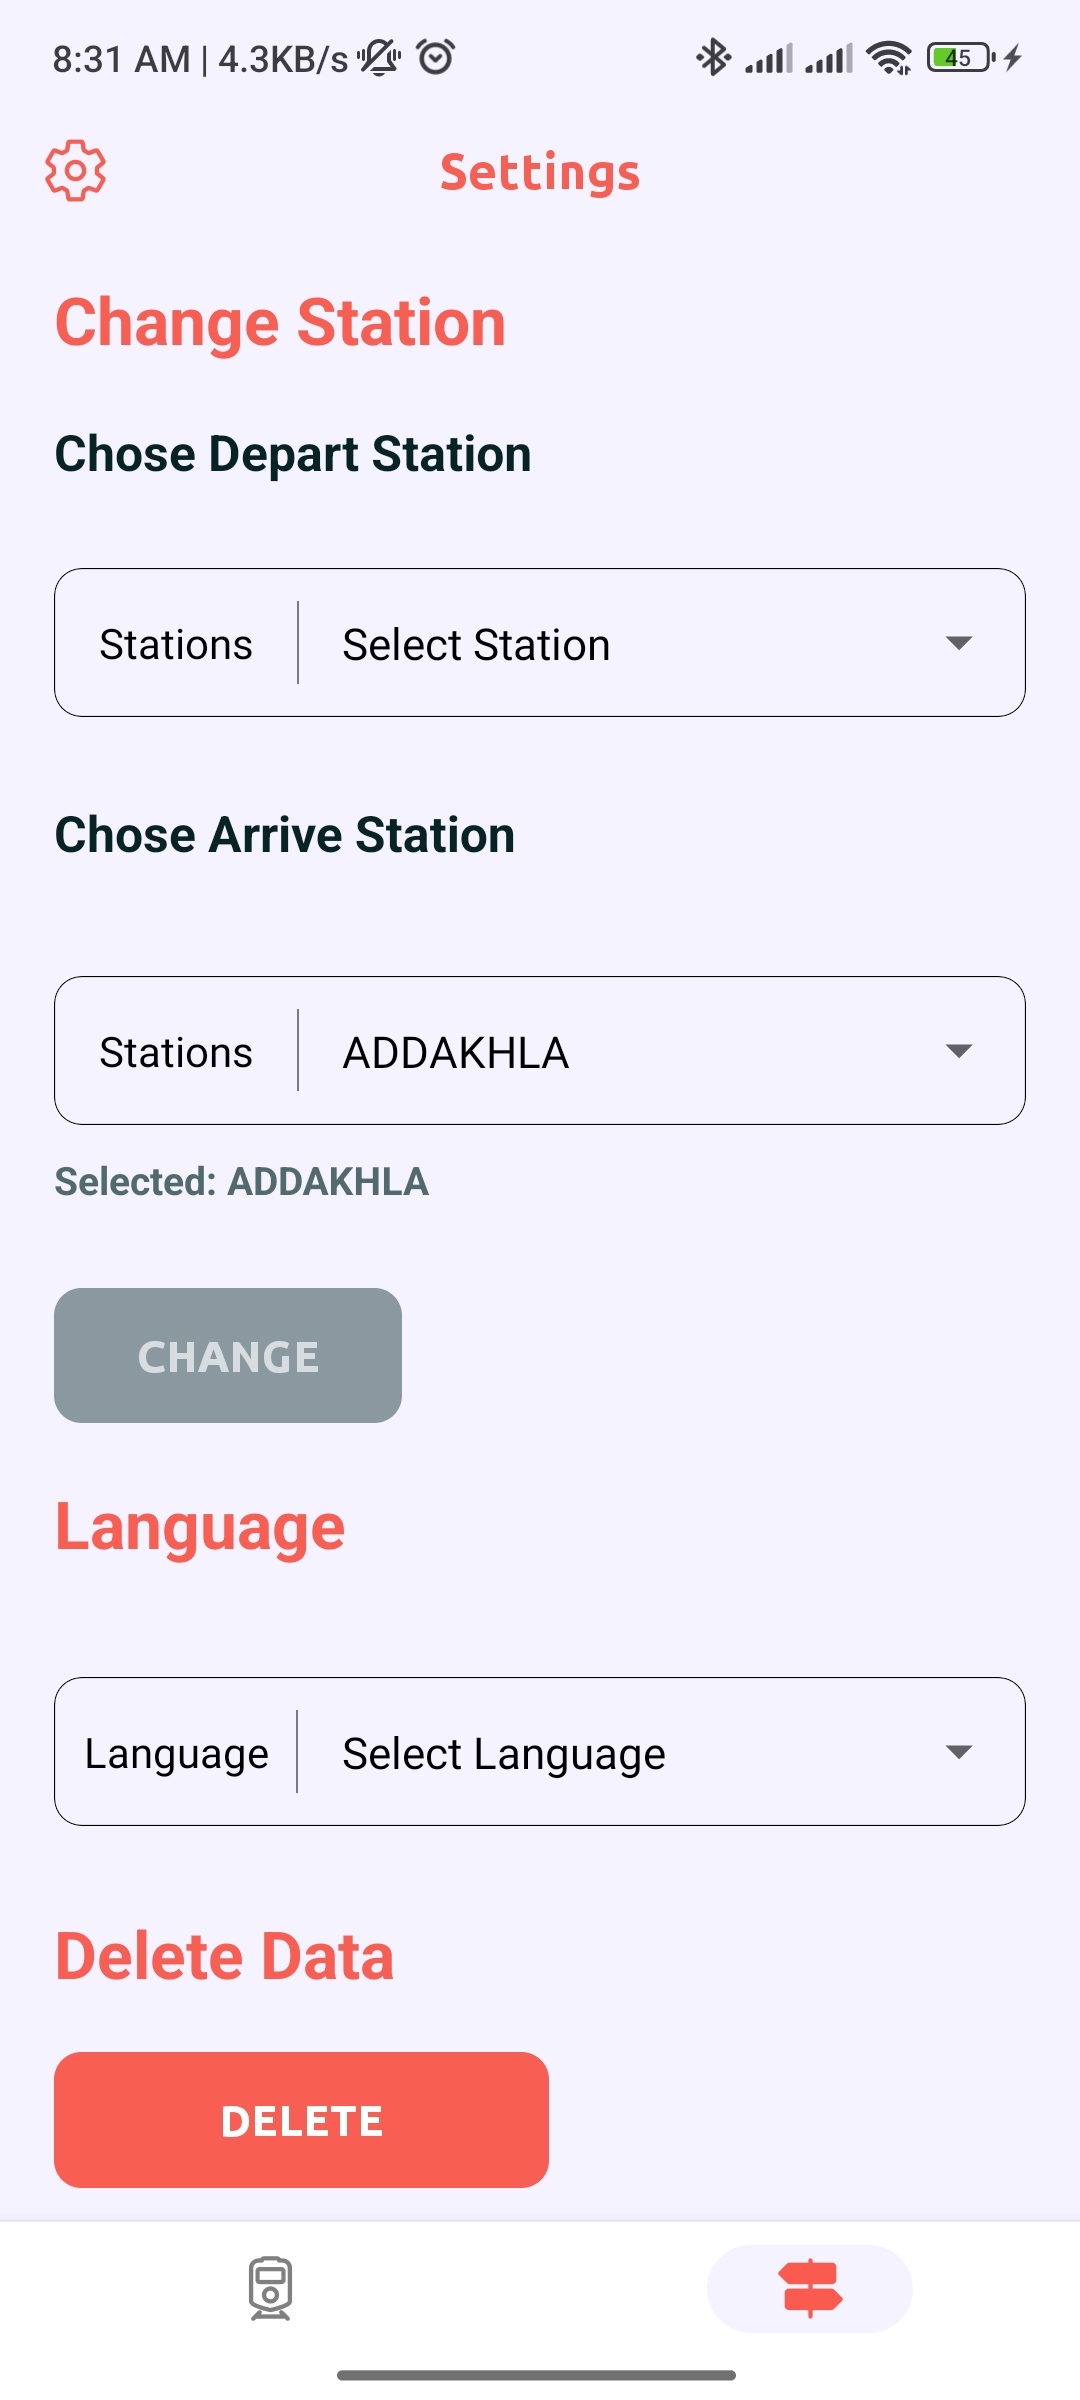 8:31 AM | 4.3KB/s 45
Settings
Change Station
Chose Depart Station
Stations Select Station
Chose Arrive Station
Stations ADDAKHLA
Selected: ADDAKHLA
CHANGE
Language
Language Select Language
Delete Data
DELETE